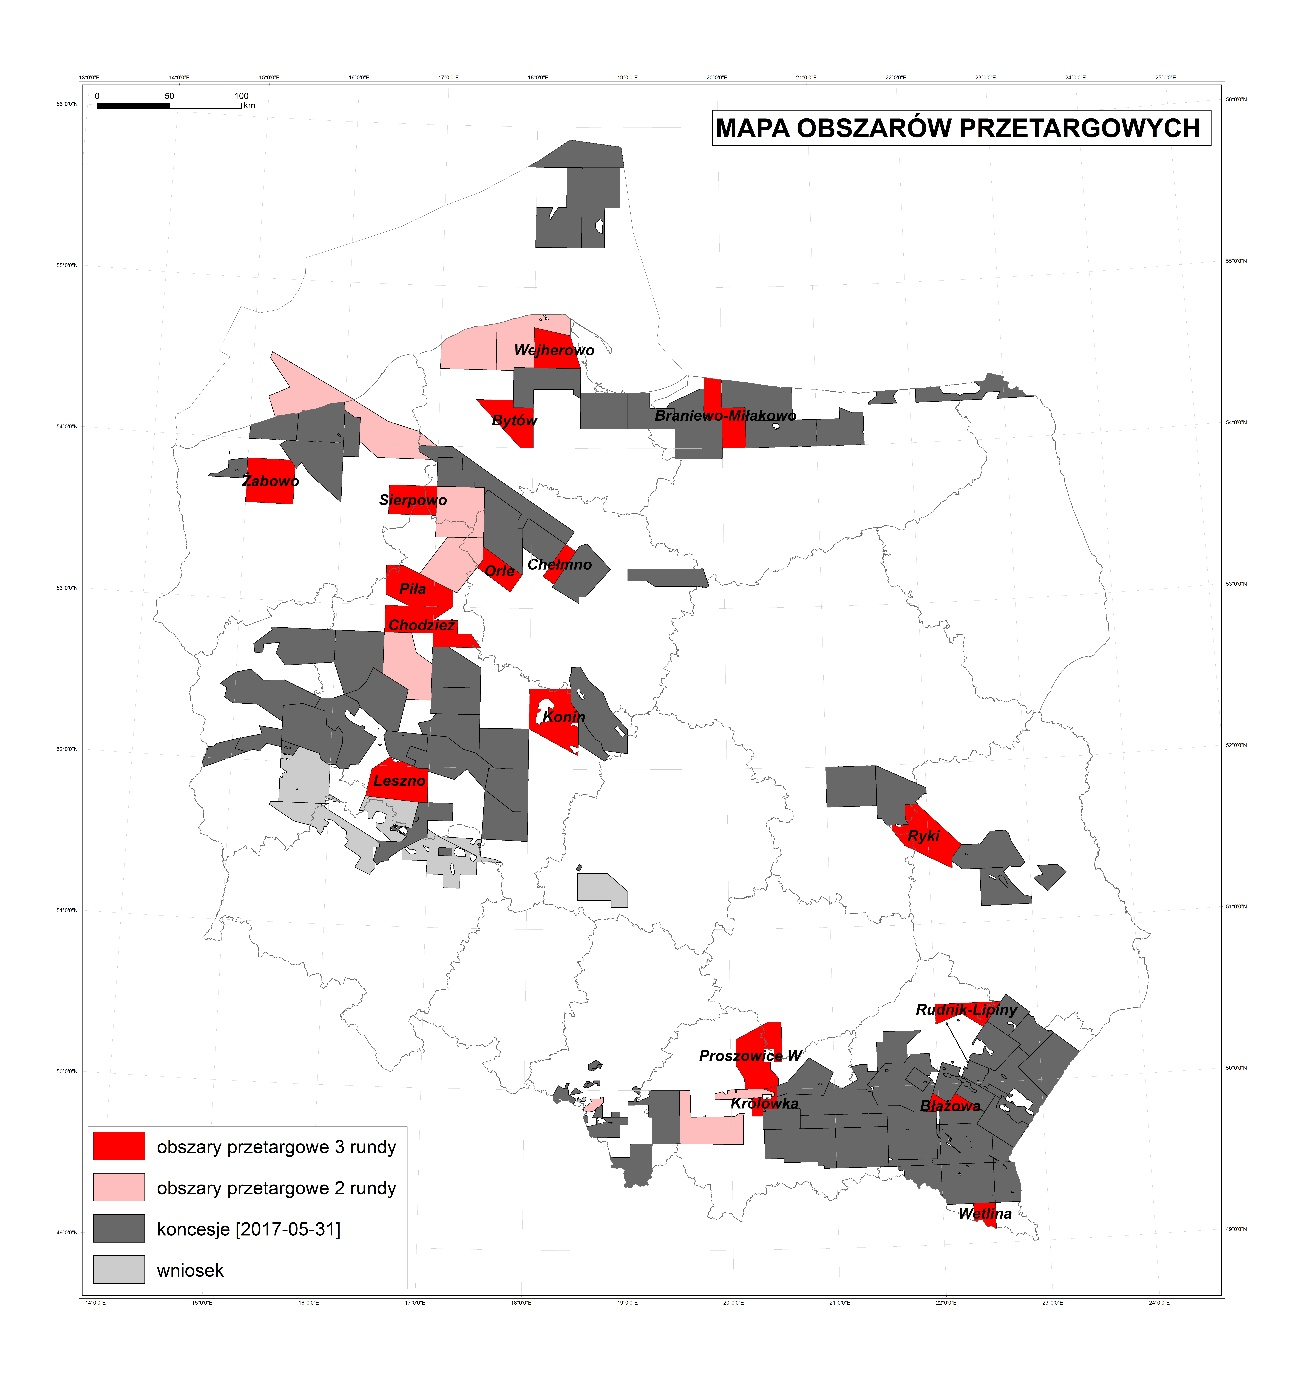 0 50 100
km
MAPA OBSZARÓW PRZETARGOWYCH
Wejherowo
Braniewo-Miłakowo
Bytów
Żabowo
Sierpowo
Chełmno
Orle
Piła
Chodzież
Konin
Leszno
Ryki
Rudnik-Lipiny
Proszowice W
Królówka
Błażowa
Wetlina
obszary przetargowe 3 rundy
obszary przetargowe 2 rundy
koncesje [2017-05-31]
wniosek